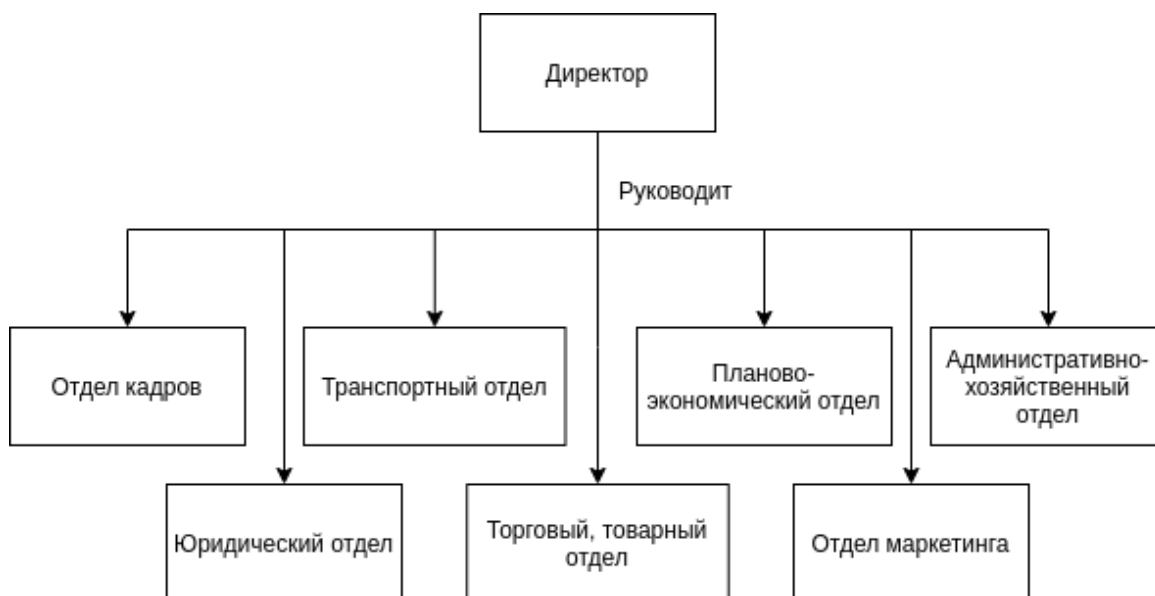 Директор
Руководит
Отдел кадров
Транспортный отдел
Планово-
экономический отдел
Административно-
хозяйственный
отдел
Юридический отдел
Торговый, товарный
отдел
Отдел маркетинга